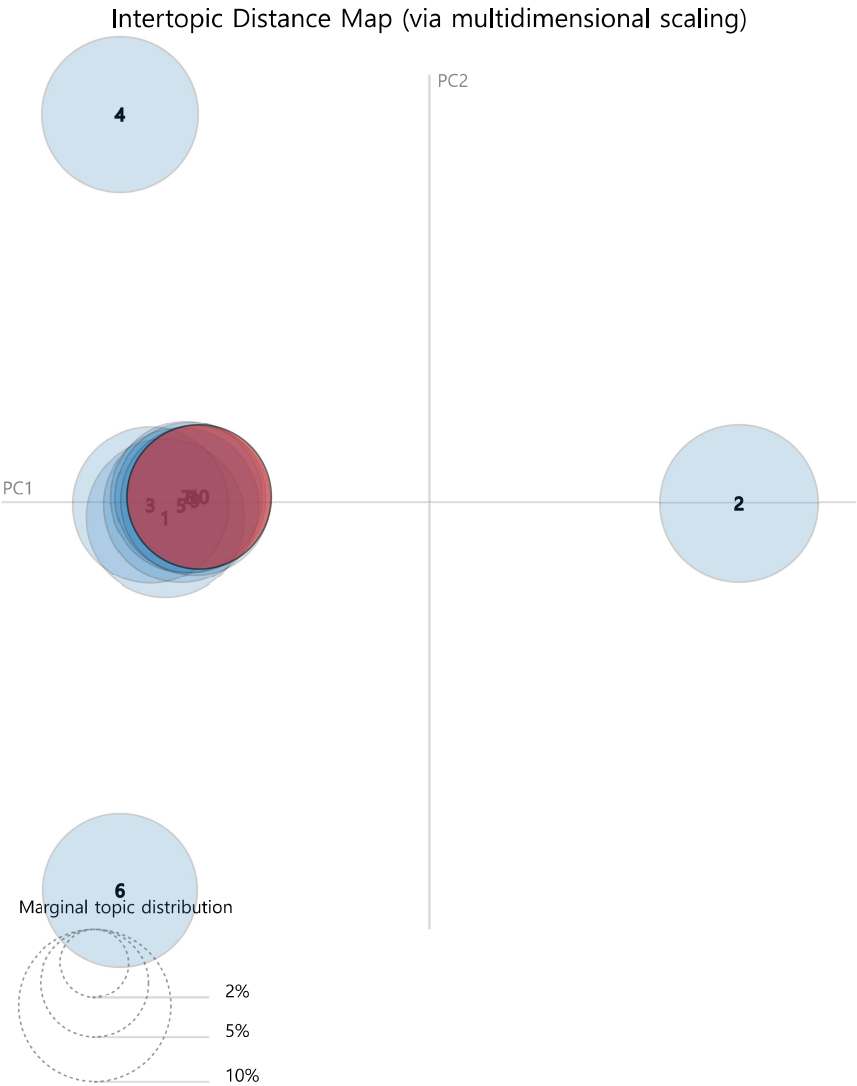 Intertopic Distance Map (via multidimensional scaling)
PC2
4
PC1
3
1
5
10
2
6
Marginal topic distribution
2%
5%
10%